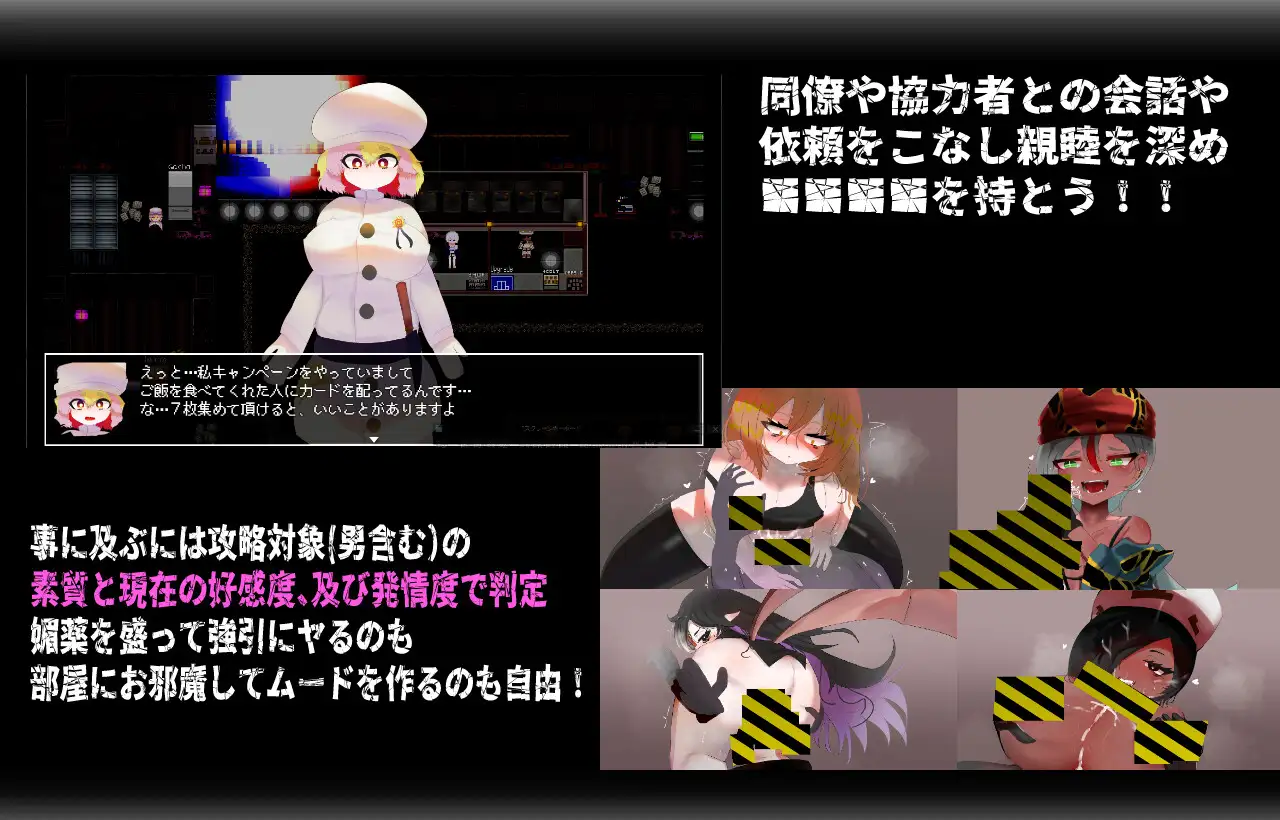 同僚や協力者との会話や
依頼をこなし親睦を深め
を持とう！！
Gacha
えっと…私キャンペーンをやっていまして
ご飯を食べてくれた人にカードを配ってるんです…
な…７枚集めて頂けると、いいことがありますよ
事に及ぶには攻略対象(男含む)の
素質と現在の好感度、及び発情度で判定
媚薬を盛って強引にヤるのも
部屋にお邪魔してムードを作るのも自由！